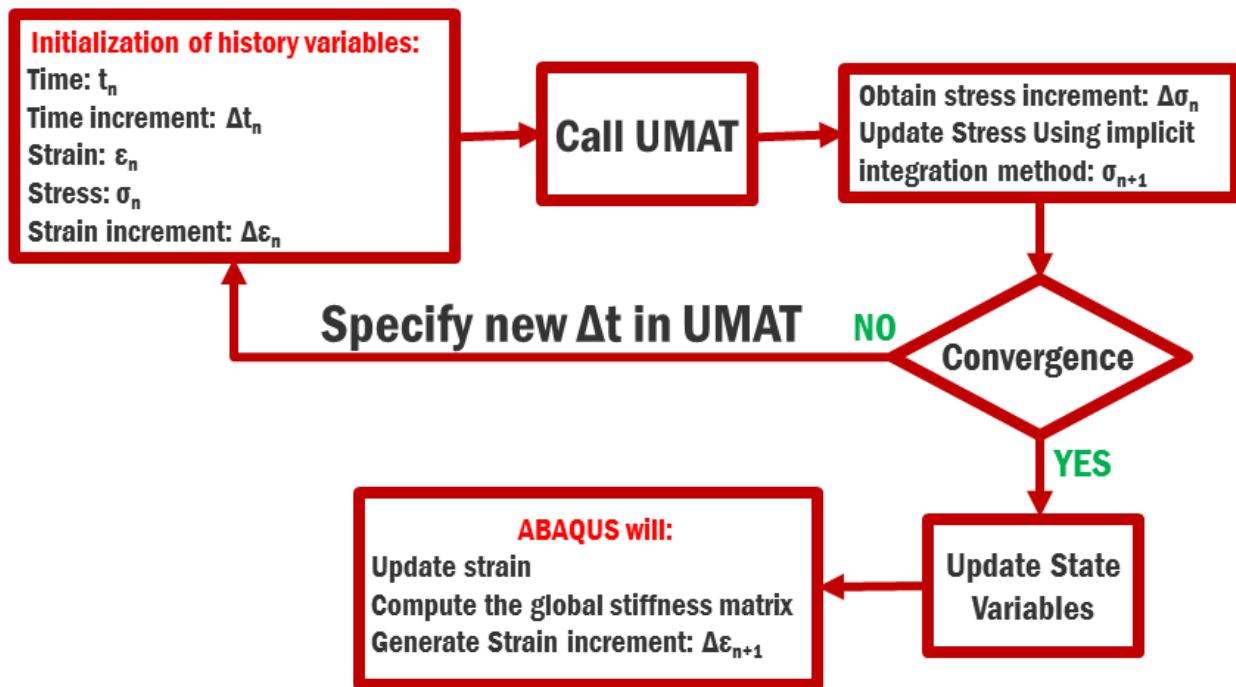 Initialization of history variables:
Time: tₙ
Time increment: Δtₙ
Strain: εₙ
Stress: σₙ
Strain increment: Δεₙ
Call UMAT
Obtain stress increment: Δσₙ
Update Stress Using implicit
integration method: σₙ₊₁
Convergence
NO
Specify new Δt in UMAT
YES
Update State
Variables
ABAQUS will:
Update strain
Compute the global stiffness matrix
Generate Strain increment: Δεₙ₊₁